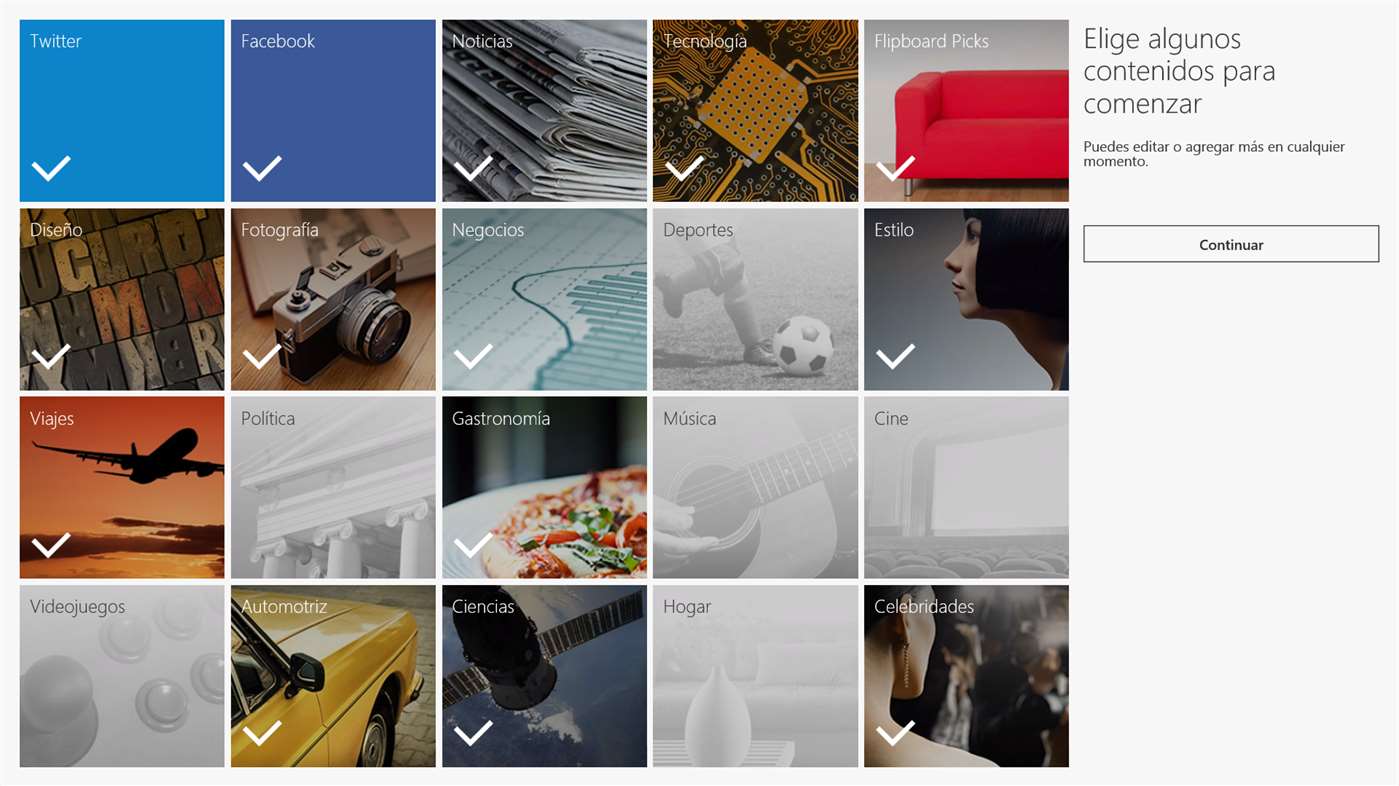 Twitter
Facebook
Noticias
Tecnología
Flipboard Picks
Diseño
Fotografía
Negocios
Deportes
Estilo
Viajes
Política
Gastronomía
Música
Cine
Videojuegos
Automotriz
Ciencias
Hogar
Celebridades
Elige algunos
contenidos para
comenzar
Puedes editar o agregar más en cualquier
momento.
Continuar